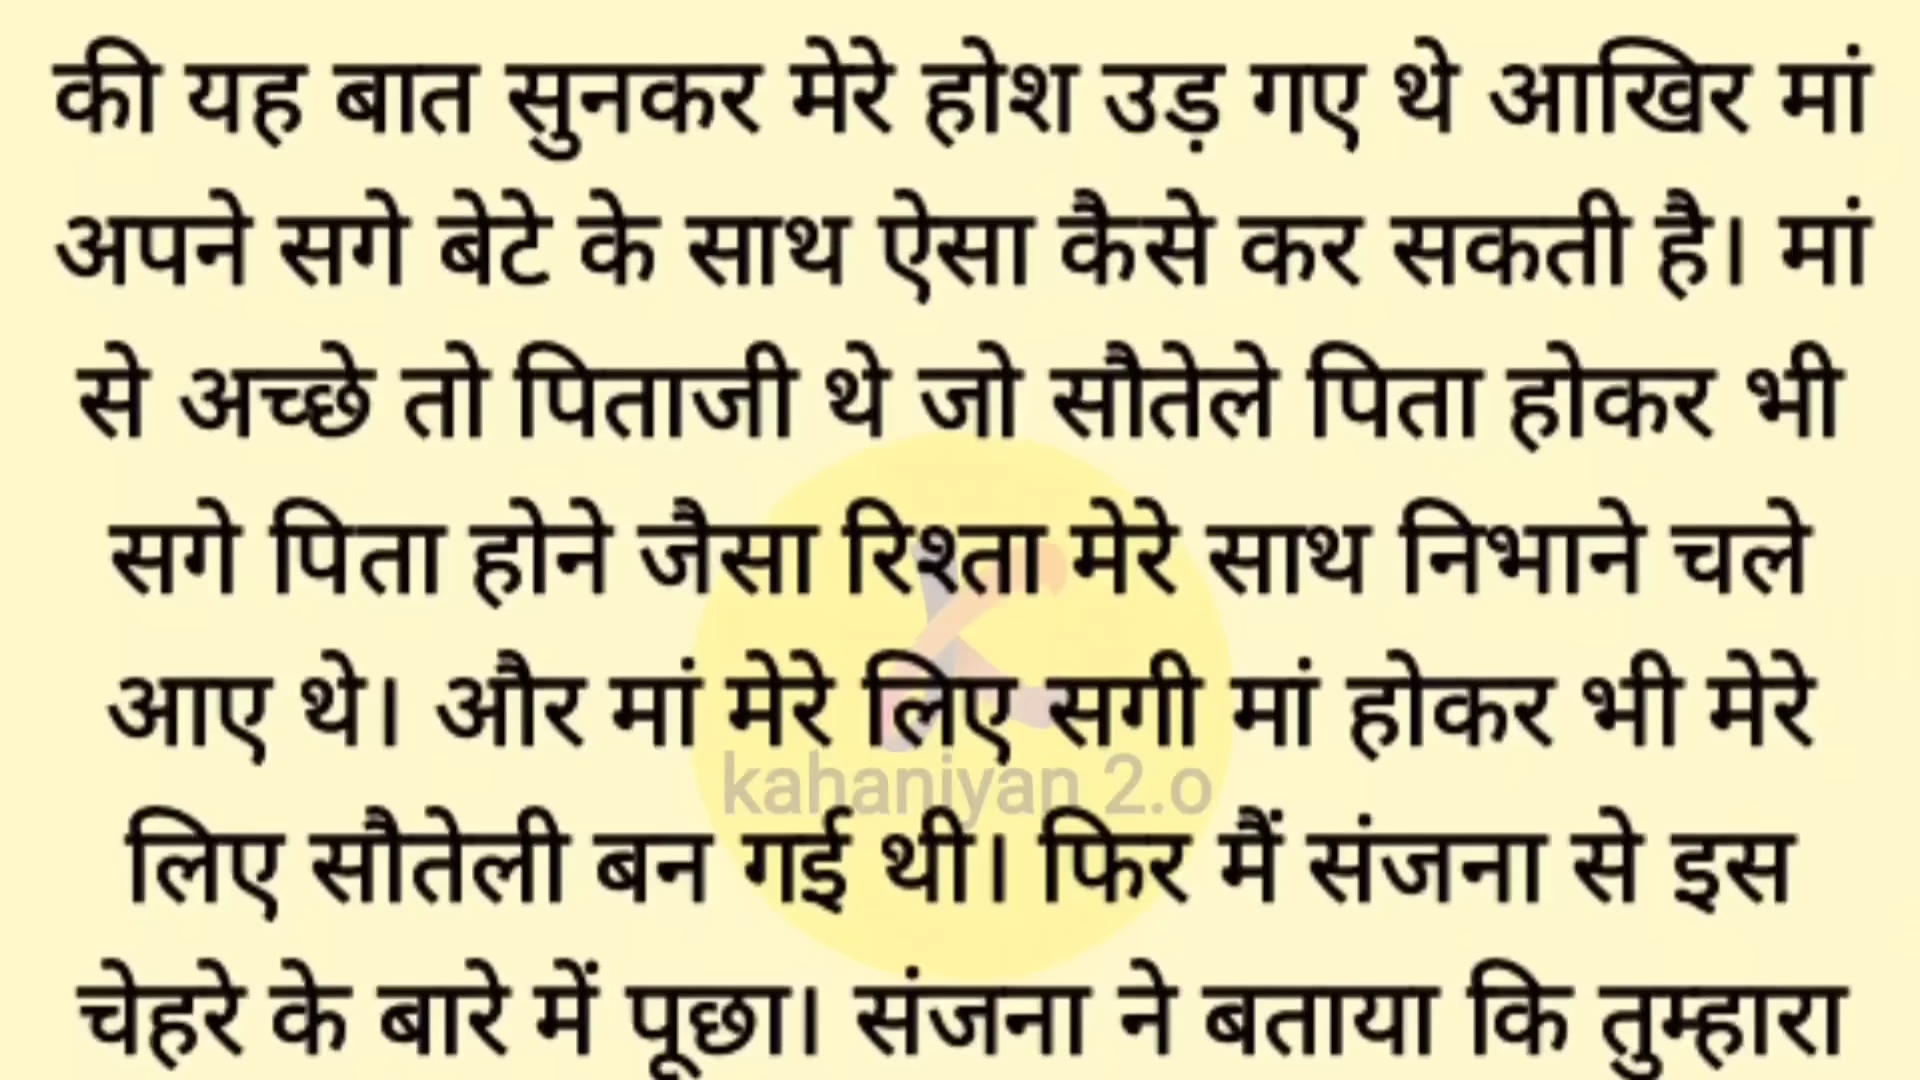 की यह बात सुनकर मेरे होश उड़ गए थे आखिर मां
अपने सगे बेटे के साथ ऐसा कैसे कर सकती है। मां
से अच्छे तो पिताजी थे जो सौतेले पिता होकर भी
सगे पिता होने जैसा रिश्ता मेरे साथ निभाने चले
आए थे। और मां मेरे लिए सगी मां होकर भी मेरे
kahaniyan 2.o
लिए सौतेली बन गई थी। फिर मैं संजना से इस
चेहरे के बारे में पूछा। संजना ने बताया कि तुम्हारा